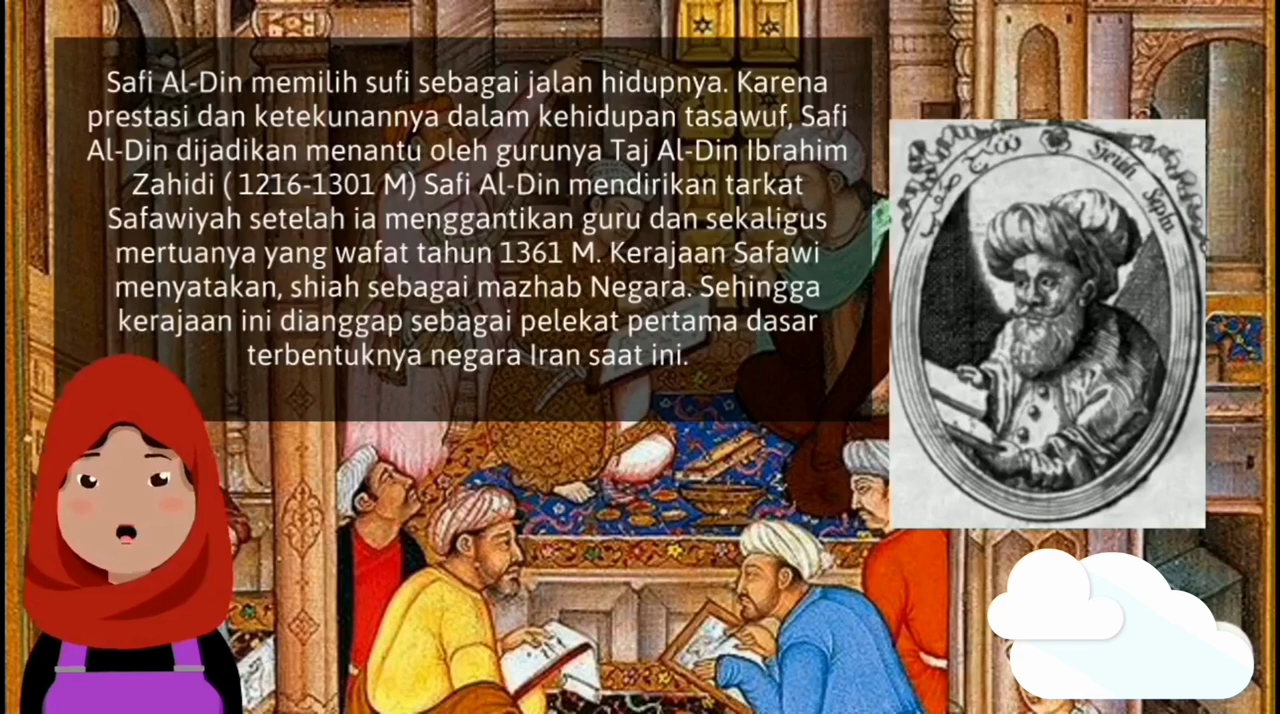 Safi Al-Din memilih sufi sebagai jalan hidupnya. Karena
prestasi dan ketekunannya dalam kehidupan tasawuf, Safi
Al-Din dijadikan menantu oleh gurunya Taj Al-Din Ibrahim
Zahidi ( 1216-1301 M) Safi Al-Din mendirikan tarkat
Safawiyah setelah ia menggantikan guru dan sekaligus
mertuanya yang wafat tahun 1361 M. Kerajaan Safawi
menyatakan, shiah sebagai mazhab Negara. Sehingga
kerajaan ini dianggap sebagai pelekat pertama dasar
terbentuknya negara Iran saat ini.